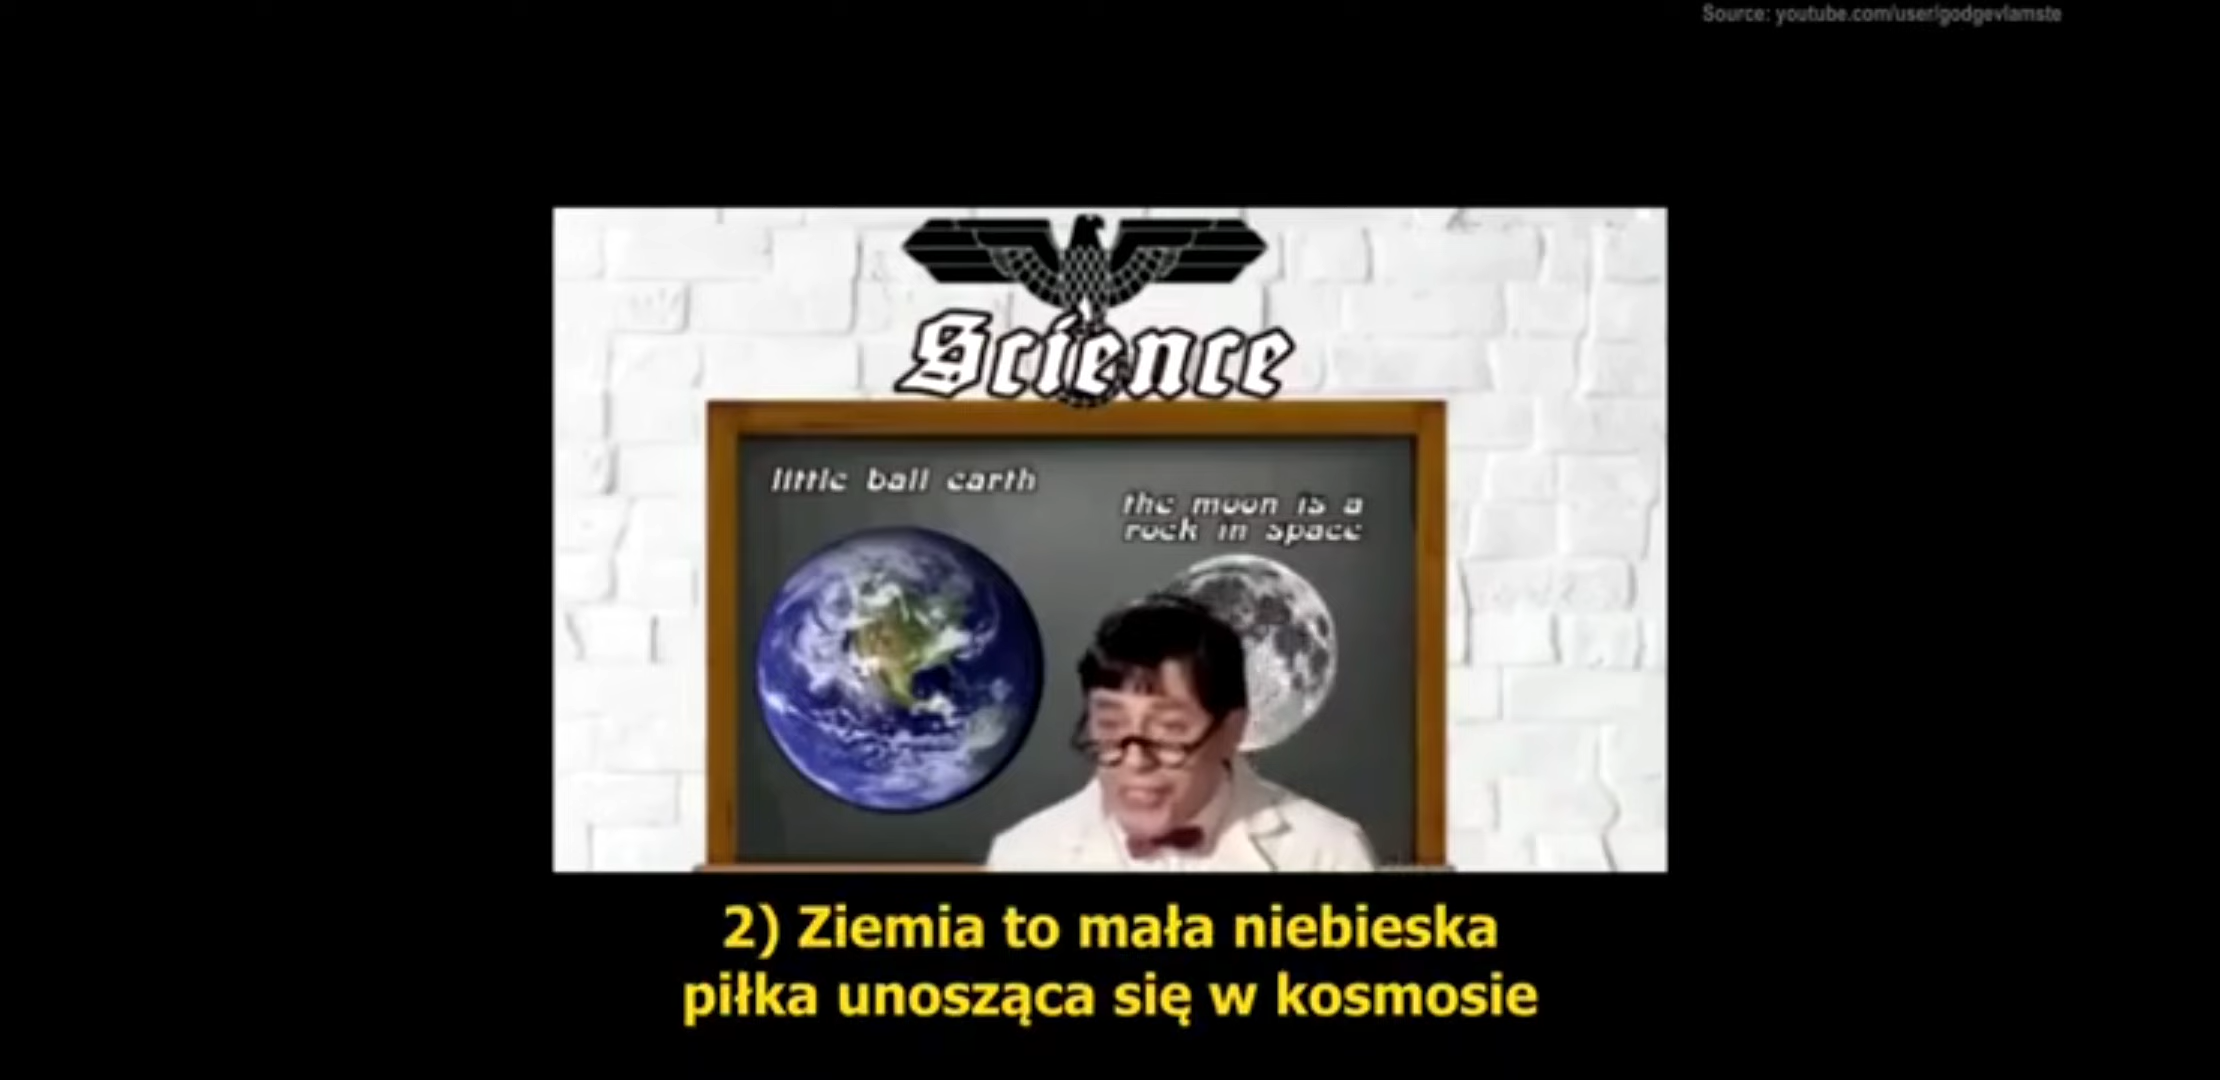 Source: youtube.com/user/godgevlamste
Science
little ball earth
the moon is a
rock in space
2) Ziemia to mała niebieska
piłka unosząca się w kosmosie